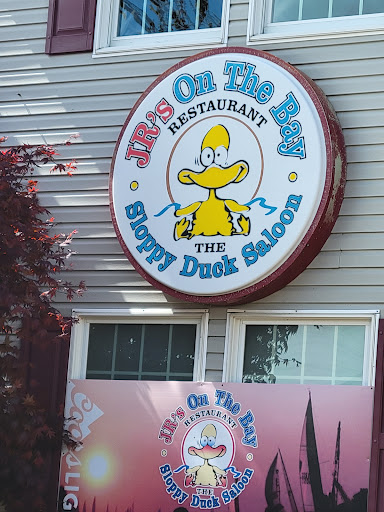 JR's On The Bay
RESTAURANT
THE
Sloppy Duck Saloon
JR's On The Bay
RESTAURANT
THE
Sloppy Duck Saloon